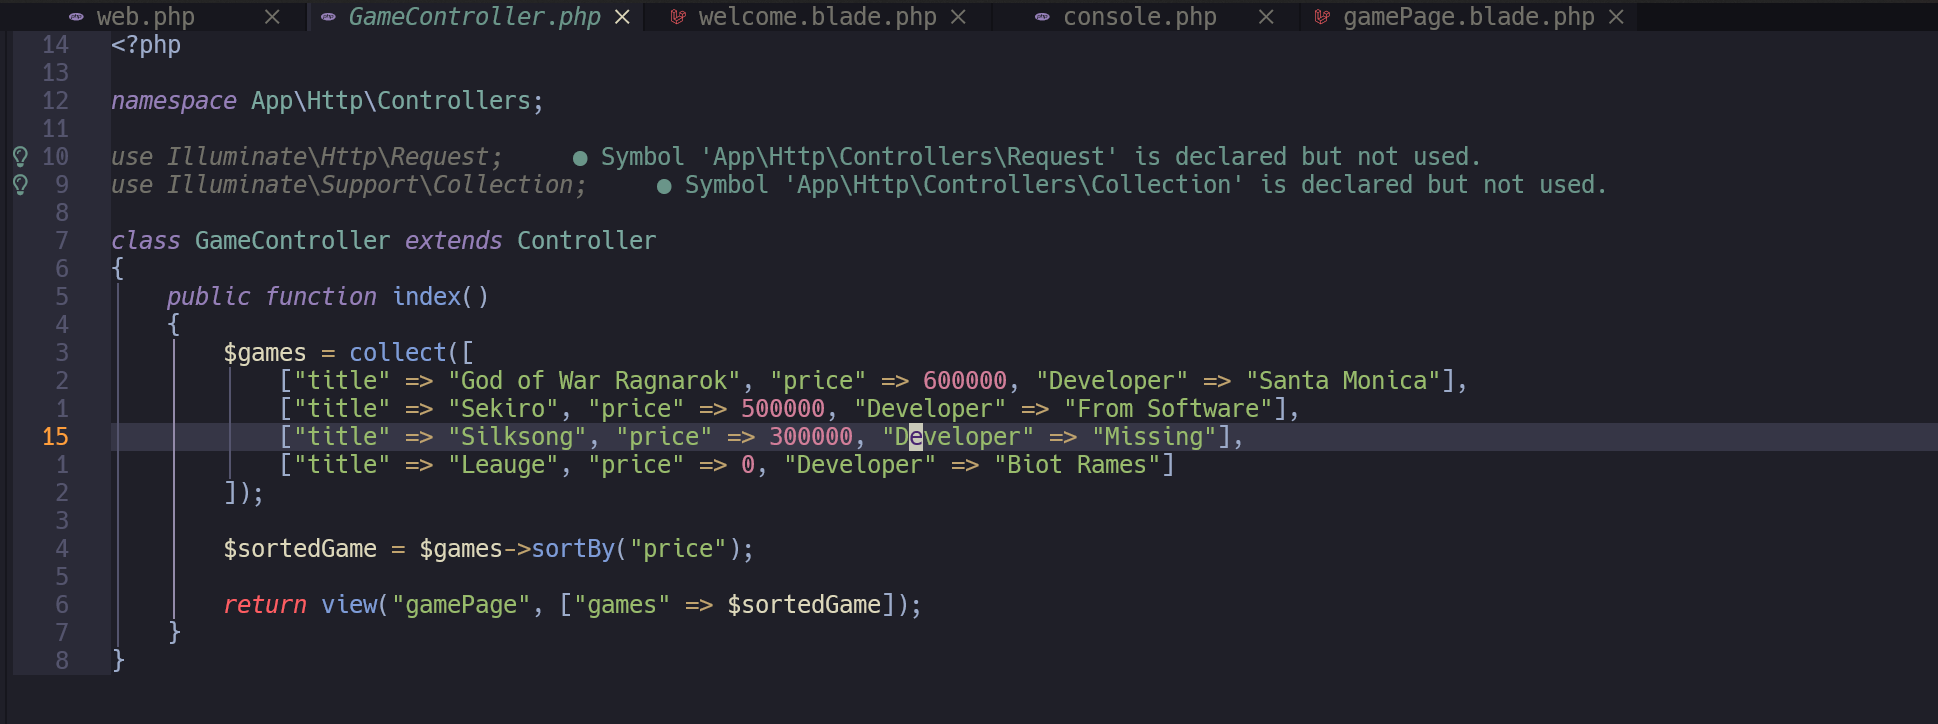 web.php × GameController.php × welcome.blade.php × console.php × gamePage.blade.php ×
14 <?php
13
12 namespace App\Http\Controllers;
11
10 use Illuminate\Http\Request; ● Symbol 'App\Http\Controllers\Request' is declared but not used.
9 use Illuminate\Support\Collection; ● Symbol 'App\Http\Controllers\Collection' is declared but not used.
8
7 class GameController extends Controller
6 {
5 public function index()
4 {
3 $games = collect([
2 ["title" => "God of War Ragnarok", "price" => 600000, "Developer" => "Santa Monica"],
1 ["title" => "Sekiro", "price" => 500000, "Developer" => "From Software"],
15 ["title" => "Silksong", "price" => 300000, "Developer" => "Missing"],
1 ["title" => "Leauge", "price" => 0, "Developer" => "Biot Rames"]
2 ]);
3
4 $sortedGame = $games->sortBy("price");
5
6 return view("gamePage", ["games" => $sortedGame]);
7 }
8 }